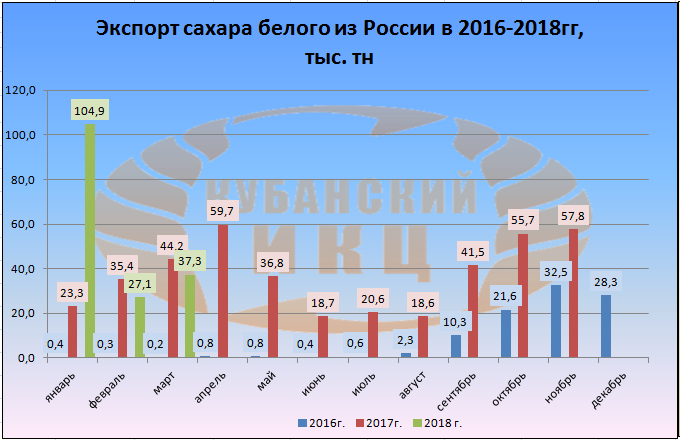 Экспорт сахара белого из России в 2016-2018гг,
тыс. тн
120,0
100,0
80,0
60,0
40,0
20,0
0,0
104,9
59,7
57,8
55,7
44,2
41,5
37,3
36,8
35,4
32,5
28,3
27,1
23,3
21,6
20,6
18,7
18,6
10,3
2,3
0,4
0,3
0,2
0,8
0,8
0,4
0,6
КУБАНСКИЙ
ИКЦ
январь
февраль
март
апрель
май
июнь
июль
август
сентябрь
октябрь
ноябрь
декабрь
2016г.
2017г.
2018 г.